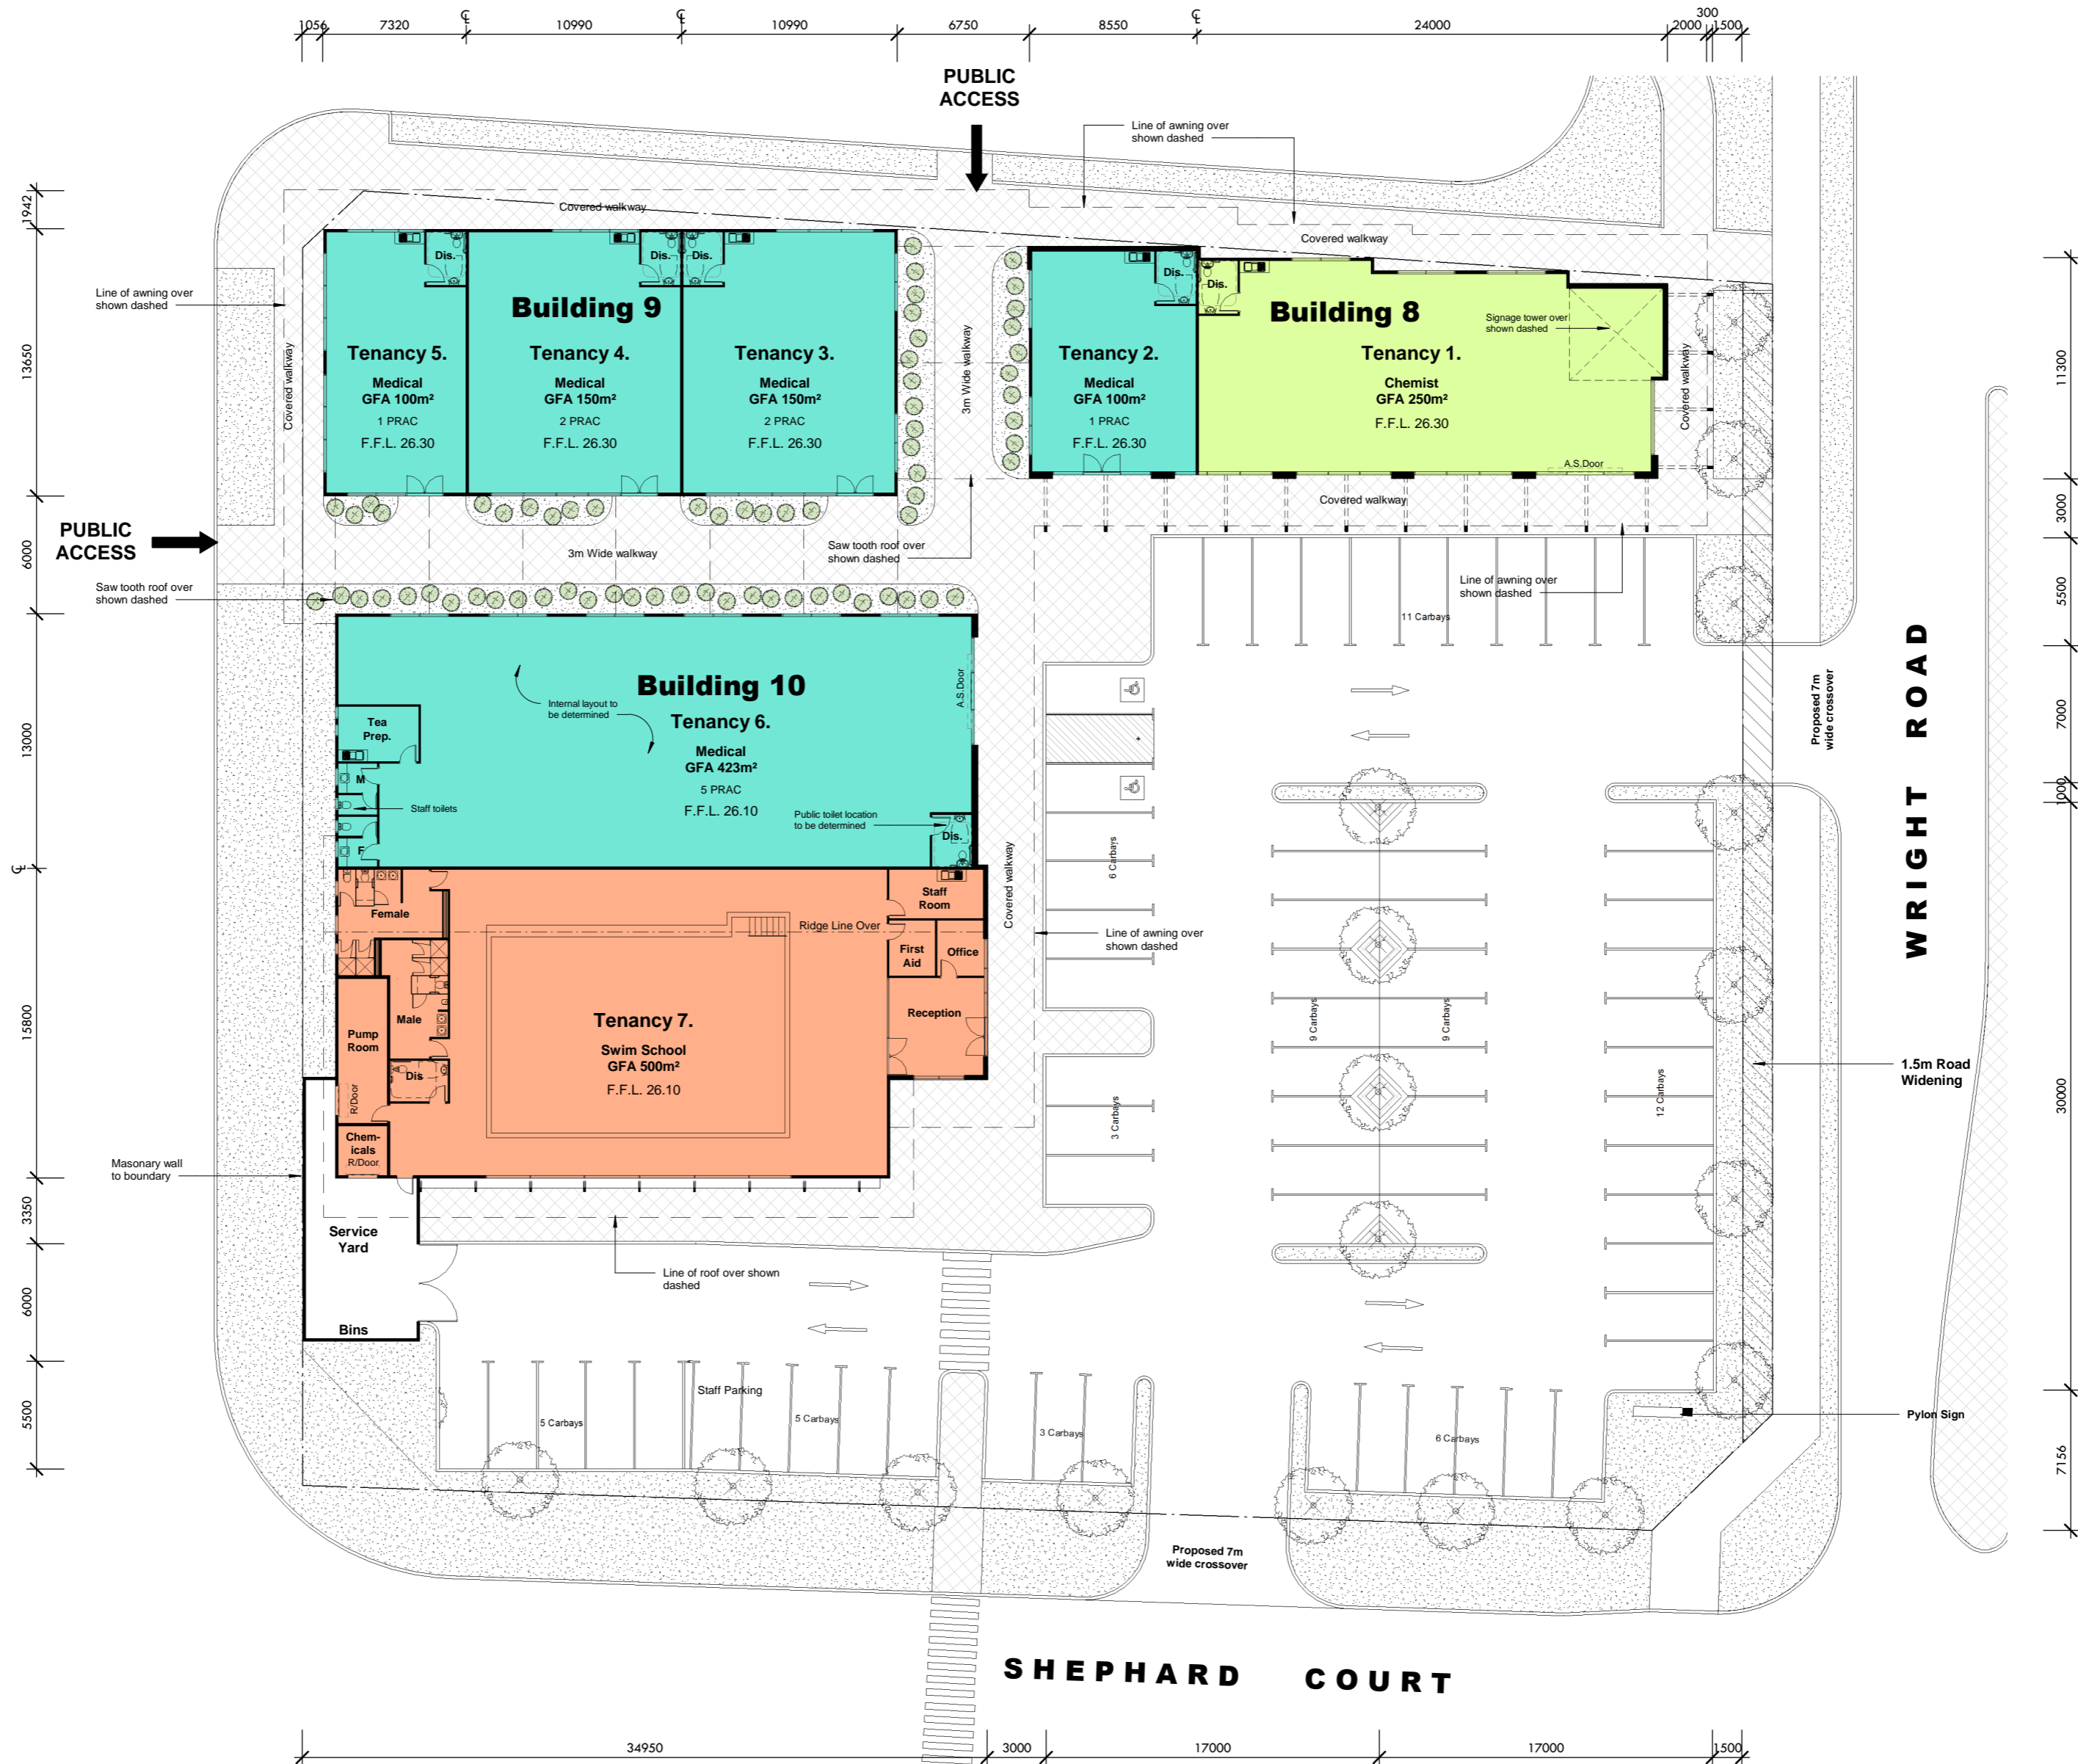 1056
7320
10990
10990
6750
8550
24000
300
2000
1500
PUBLIC
ACCESS
Line of awning over
shown dashed
Covered walkway
Covered walkway
1942
13650
6000
13000
15800
3350
6000
5500
Line of awning over
shown dashed
Covered walkway
Dis.
Dis.
Dis.
Building 9
Tenancy 5.
Medical
GFA 100m²
1 PRAC
F.F.L. 26.30
Tenancy 4.
Medical
GFA 150m²
2 PRAC
F.F.L. 26.30
Tenancy 3.
Medical
GFA 150m²
2 PRAC
F.F.L. 26.30
3m Wide walkway
Dis.
Dis.
Building 8
Signage tower over
shown dashed
Tenancy 2.
Medical
GFA 100m²
1 PRAC
F.F.L. 26.30
Tenancy 1.
Chemist
GFA 250m²
F.F.L. 26.30
A.S.Door
Covered walkway
Covered walkway
11300
3000
5500
7000
1000
30000
7156
PUBLIC
ACCESS
3m Wide walkway
Saw tooth roof over
shown dashed
Saw tooth roof over
shown dashed
Line of awning over
shown dashed
11 Carbays
Building 10
Internal layout to
be determined
Tenancy 6.
Medical
GFA 423m²
5 PRAC
F.F.L. 26.10
A.S.Door
Tea
Prep.
M
Staff toilets
F
Public toilet location
to be determined
Dis.
Proposed 7m
wide crossover
WRIGHT ROAD
6 Carbays
Covered walkway
Female
Ridge Line Over
Staff
Room
First
Aid
Office
Line of awning over
shown dashed
Reception
Male
Pump
Room
Dis
R/Door
Chem-
icals
R/Door
Tenancy 7.
Swim School
GFA 500m²
F.F.L. 26.10
9 Carbays
9 Carbays
12 Carbays
3 Carbays
1.5m Road
Widening
Masonary wall
to boundary
Service
Yard
Bins
Line of roof over shown
dashed
Staff Parking
5 Carbays
5 Carbays
3 Carbays
6 Carbays
Pylon Sign
Proposed 7m
wide crossover
SHEPHARD COURT
34950
3000
17000
17000
1500